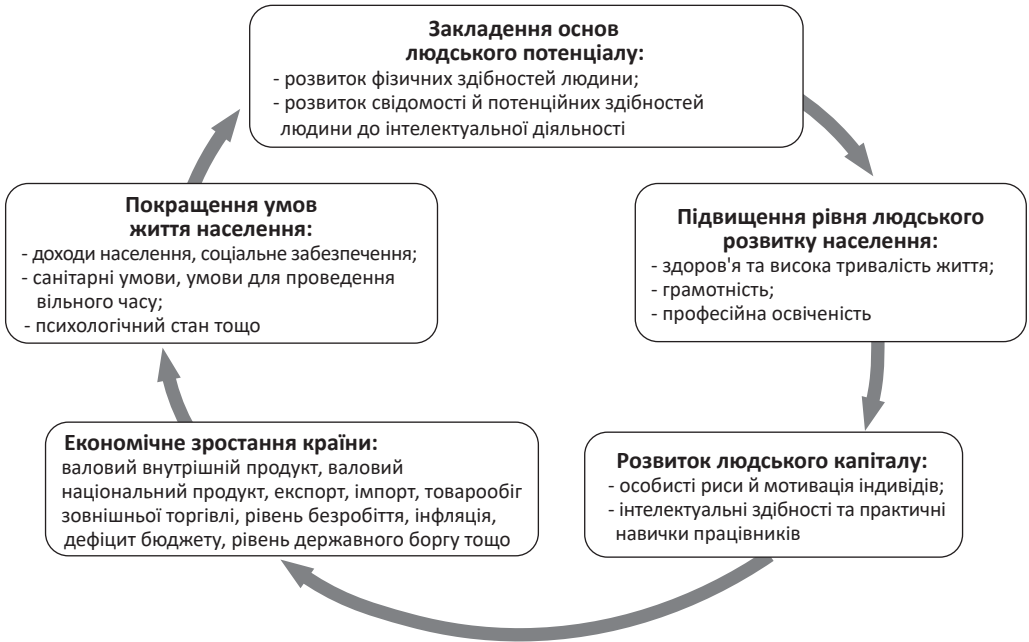 Закладення основ
людського потенціалу:
- розвиток фізичних здібностей людини;
- розвиток свідомості й потенційних здібностей
людини до інтелектуальної діяльності
Підвищення рівня людського
розвитку населення:
- здоров'я та висока тривалість життя;
- грамотність;
- професійна освіченість
Розвиток людського капіталу:
- особисті риси й мотивація індивідів;
- інтелектуальні здібності та практичні
навички працівників
Економічне зростання країни:
валовий внутрішній продукт, валовий
національний продукт, експорт, імпорт, товарообіг
зовнішньої торгівлі, рівень безробіття, інфляція,
дефіцит бюджету, рівень державного боргу тощо
Покращення умов
життя населення:
- доходи населення, соціальне забезпечення;
- санітарні умови, умови для проведення
вільного часу;
- психологічний стан тощо